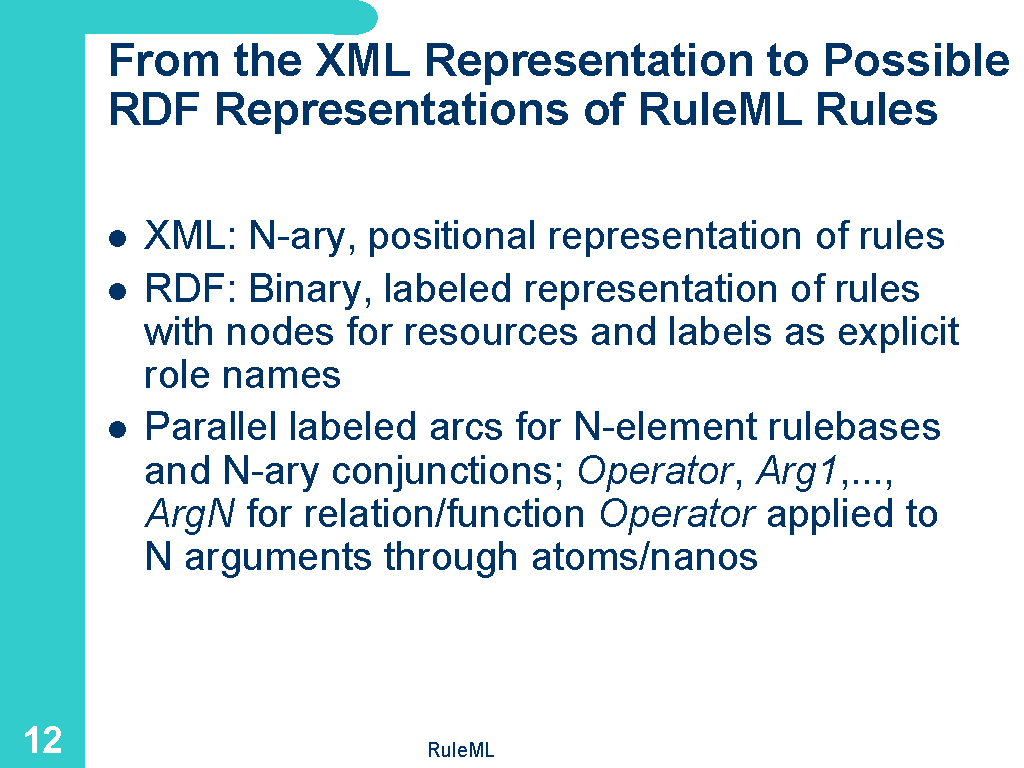 From the XML Representation to Possible
RDF Representations of RuleML Rules
● XML: N-ary, positional representation of rules
● RDF: Binary, labeled representation of rules
with nodes for resources and labels as explicit
role names
● Parallel labeled arcs for N-element rulebases
and N-ary conjunctions; Operator, Arg1,...,
ArgN for relation/function Operator applied to
N arguments through atoms/nanos
12
RuleML